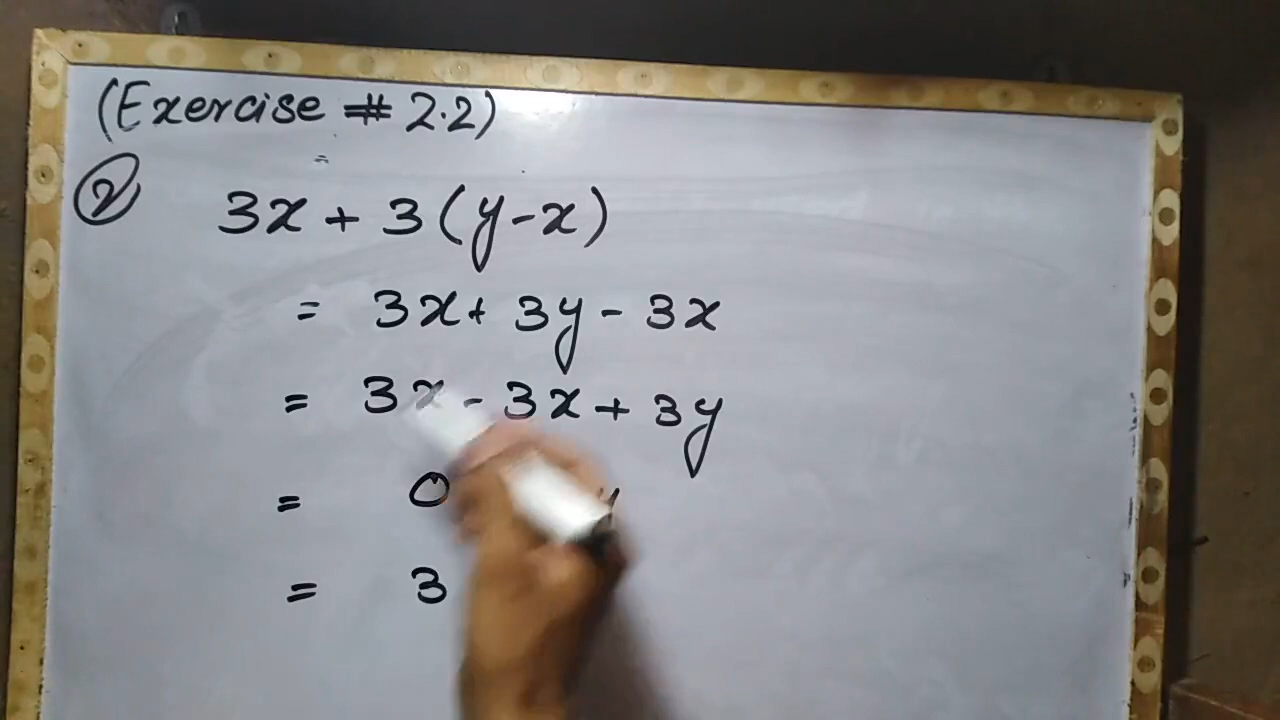 (Exercise # 2.2)
② 3x + 3(y-x)
= 3x + 3y - 3x
= 3x - 3x + 3y
= 0
= 3